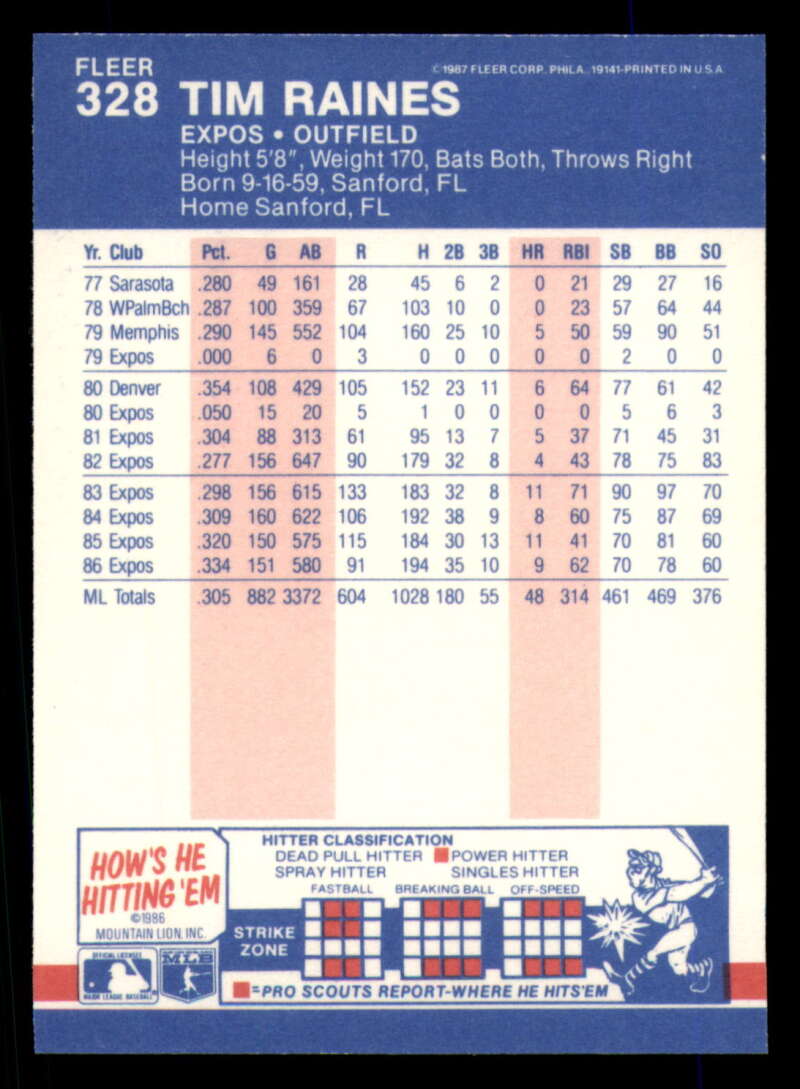 FLEER
©1987 FLEER CORP. PHILA. 19141-PRINTED IN U.S.A.
328 TIM RAINES
EXPOS • OUTFIELD
Height 5'8", Weight 170, Bats Both, Throws Right
Born 9-16-59, Sanford, FL
Home Sanford, FL
Yr. Club Pct. G AB R H 2B 3B HR RBI SB BB SO
77 Sarasota .280 49 161 28 45 6 2 0 21 29 27 16
78 WPalmBch .287 100 359 67 103 10 0 0 23 57 64 44
79 Memphis .290 145 552 104 160 25 10 5 50 59 90 51
79 Expos .000 6 0 3 0 0 0 0 0 2 0 0
80 Denver .354 108 429 105 152 23 11 6 64 77 61 42
80 Expos .050 15 20 5 1 0 0 0 0 5 6 3
81 Expos .304 88 313 61 95 13 7 5 37 71 45 31
82 Expos .277 156 647 90 179 32 8 4 43 78 75 83
83 Expos .298 156 615 133 183 32 8 11 71 90 97 70
84 Expos .309 160 622 106 192 38 9 8 60 75 87 69
85 Expos .320 150 575 115 184 30 13 11 41 70 81 60
86 Expos .334 151 580 91 194 35 10 9 62 70 78 60
ML Totals .305 882 3372 604 1028 180 55 48 314 461 469 376
HOW'S HE
HITTING 'EM
©1986
MOUNTAIN LION, INC.
OFFICIAL LICENSEE
MAJOR LEAGUE BASEBALL
MLB
HITTER CLASSIFICATION
DEAD PULL HITTER POWER HITTER
SPRAY HITTER SINGLES HITTER
FASTBALL BREAKING BALL OFF-SPEED
STRIKE
ZONE
=PRO SCOUTS REPORT-WHERE HE HITS'EM